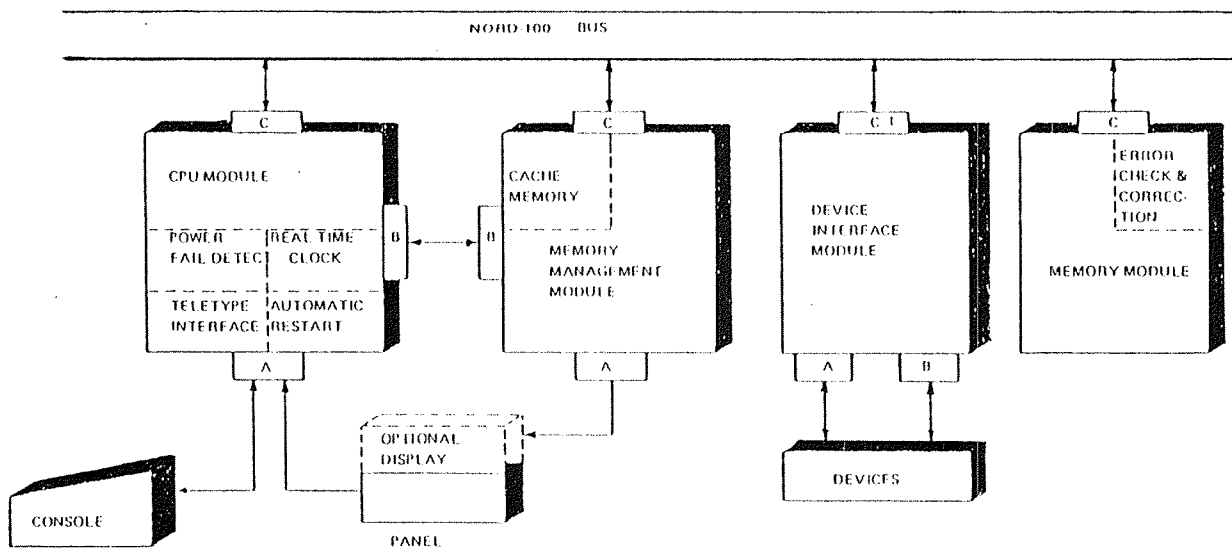 NORD-100 BUS
C
CPU MODULE
POWER
FAIL DETEC
REAL TIME
CLOCK
TELETYPE
INTERFACE
AUTOMATIC
RESTART
A
B
B
C
CACHE
MEMORY
MEMORY
MANAGEMENT
MODULE
A
C
DEVICE
INTERFACE
MODULE
A
B
C
ERROR
CHECK &
CORREC-
TION
MEMORY MODULE
OPTIONAL
DISPLAY
DEVICES
CONSOLE
PANEL